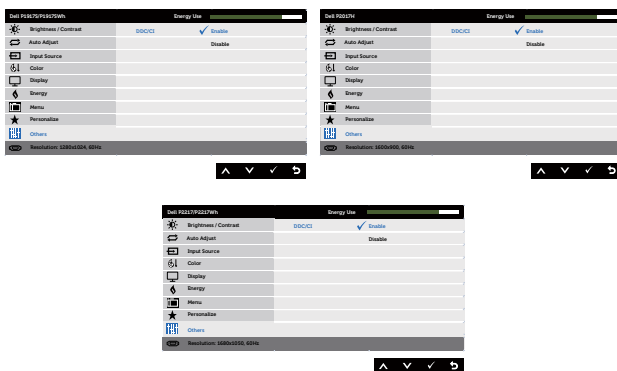 Dell P1917S/P1917SWh Energy Use
Brightness / Contrast DDC/CI Enable
Auto Adjust Disable
Input Source
Color
Display
Energy
Menu
Personalize
Others
Resolution: 1280x1024, 60Hz
Dell P2017H Energy Use
Brightness / Contrast DDC/CI Enable
Auto Adjust Disable
Input Source
Color
Display
Energy
Menu
Personalize
Others
Resolution: 1600x900, 60Hz
Dell P2217/P2217Wh Energy Use
Brightness / Contrast DDC/CI Enable
Auto Adjust Disable
Input Source
Color
Display
Energy
Menu
Personalize
Others
Resolution: 1680x1050, 60Hz